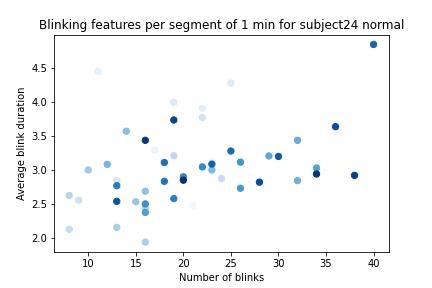 Blinking features per segment of 1 min for subject24 normal
Average blink duration
4.5
4.0
3.5
3.0
2.5
2.0
10 15 20 25 30 35 40
Number of blinks